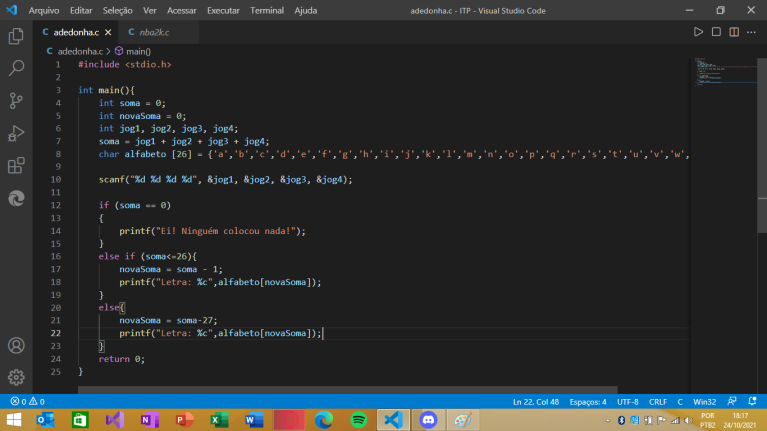 Arquivo Editar Seleção Ver Acessar Executar Terminal Ajuda adedonha.c - ITP - Visual Studio Code
C adedonha.c × C nba2k.c
C adedonha.c > main()
1 #include <stdio.h>
2
3 int main(){
4 int soma = 0;
5 int novaSoma = 0;
6 int jog1, jog2, jog3, jog4;
7 soma = jog1 + jog2 + jog3 + jog4;
8 char alfabeto [26] = {'a','b','c','d','e','f','g','h','i','j','k','l','m','n','o','p','q','r','s','t','u','v','w',
9
10 scanf("%d %d %d %d", &jog1, &jog2, &jog3, &jog4);
11
12 if (soma == 0)
13 {
14 printf("Ei! Ninguém colocou nada!");
15 }
16 else if (soma<=26){
17 novaSoma = soma - 1;
18 printf("Letra: %c",alfabeto[novaSoma]);
19 }
20 else{
21 novaSoma = soma-27;
22 printf("Letra: %c",alfabeto[novaSoma]);
23 }
24 return 0;
25 }
0 0 Ln 22, Col 48 Espaços: 4 UTF-8 CRLF C Win32
POR 18:17
PTB2 24/10/2021